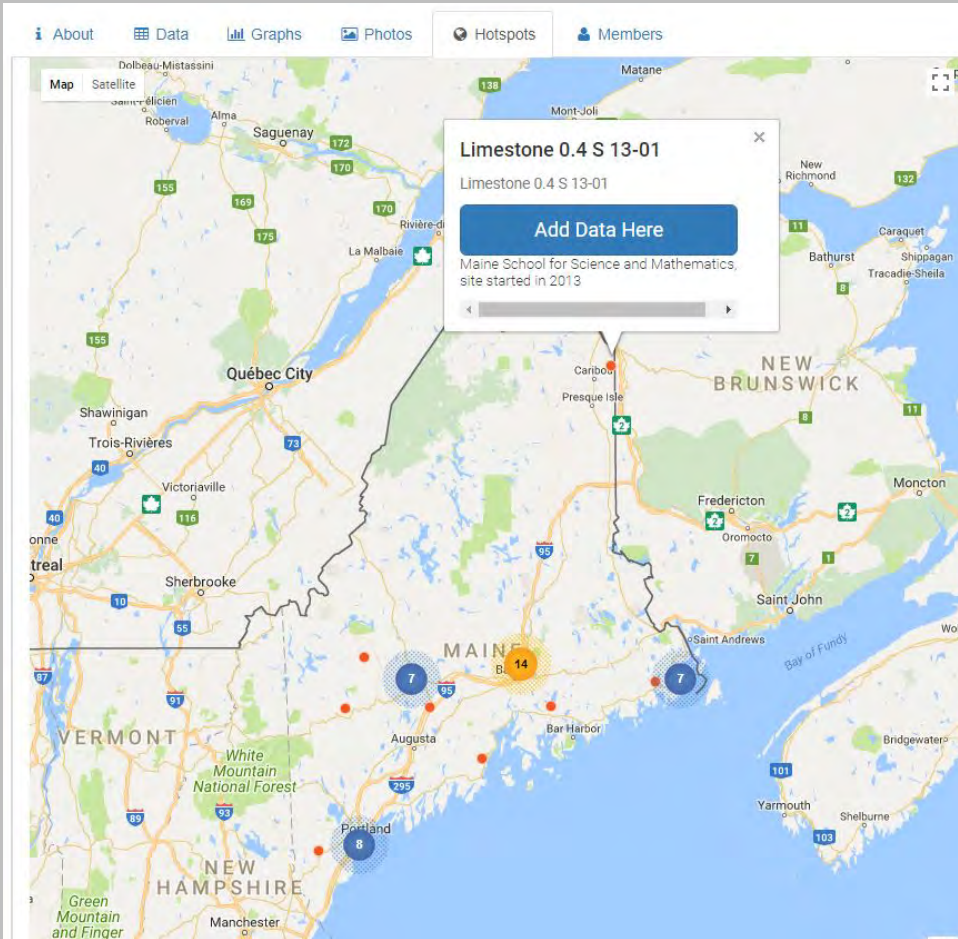 About
Data
Graphs
Photos
Hotspots
Members
Map
Satellite
Dolbeau-Mistassini
Matane
138
Saint-Félicien
Alma
Roberval
Mont-Joli
Saguenay
172
170
Limestone 0.4 S 13-01
×
Limestone 0.4 S 13-01
Add Data Here
Maine School for Science and Mathematics,
site started in 2013
New
Richmond
132
155
169
170
175
Rivière-d
La Malbaie
11
Caraquet
Bathurst
Shippagan
Tracadie-Sheila
8
155
Québec City
Caribou
Presque Isle
NEW
BRUNSWICK
Shawinigan
Trois-Rivières
73
2
8
11
40
Victoriaville
116
Moncton
Fredericton
2
2
Oromocto
40
onne
treal
95
7
1
Sherbrooke
10
Saint John
55
Saint Andrews
Bay of Fundy
Wo
MAINE
Ba
14
7
7
87
95
91
VERMONT
Augusta
Bar Harbor
Bridgewater
White
Mountain
National Forest
295
101
89
93
Yarmouth
Shelburne
Portland
8
103
NEW
HAMPSHIRE
Green
Mountain
and Finger
Manchester